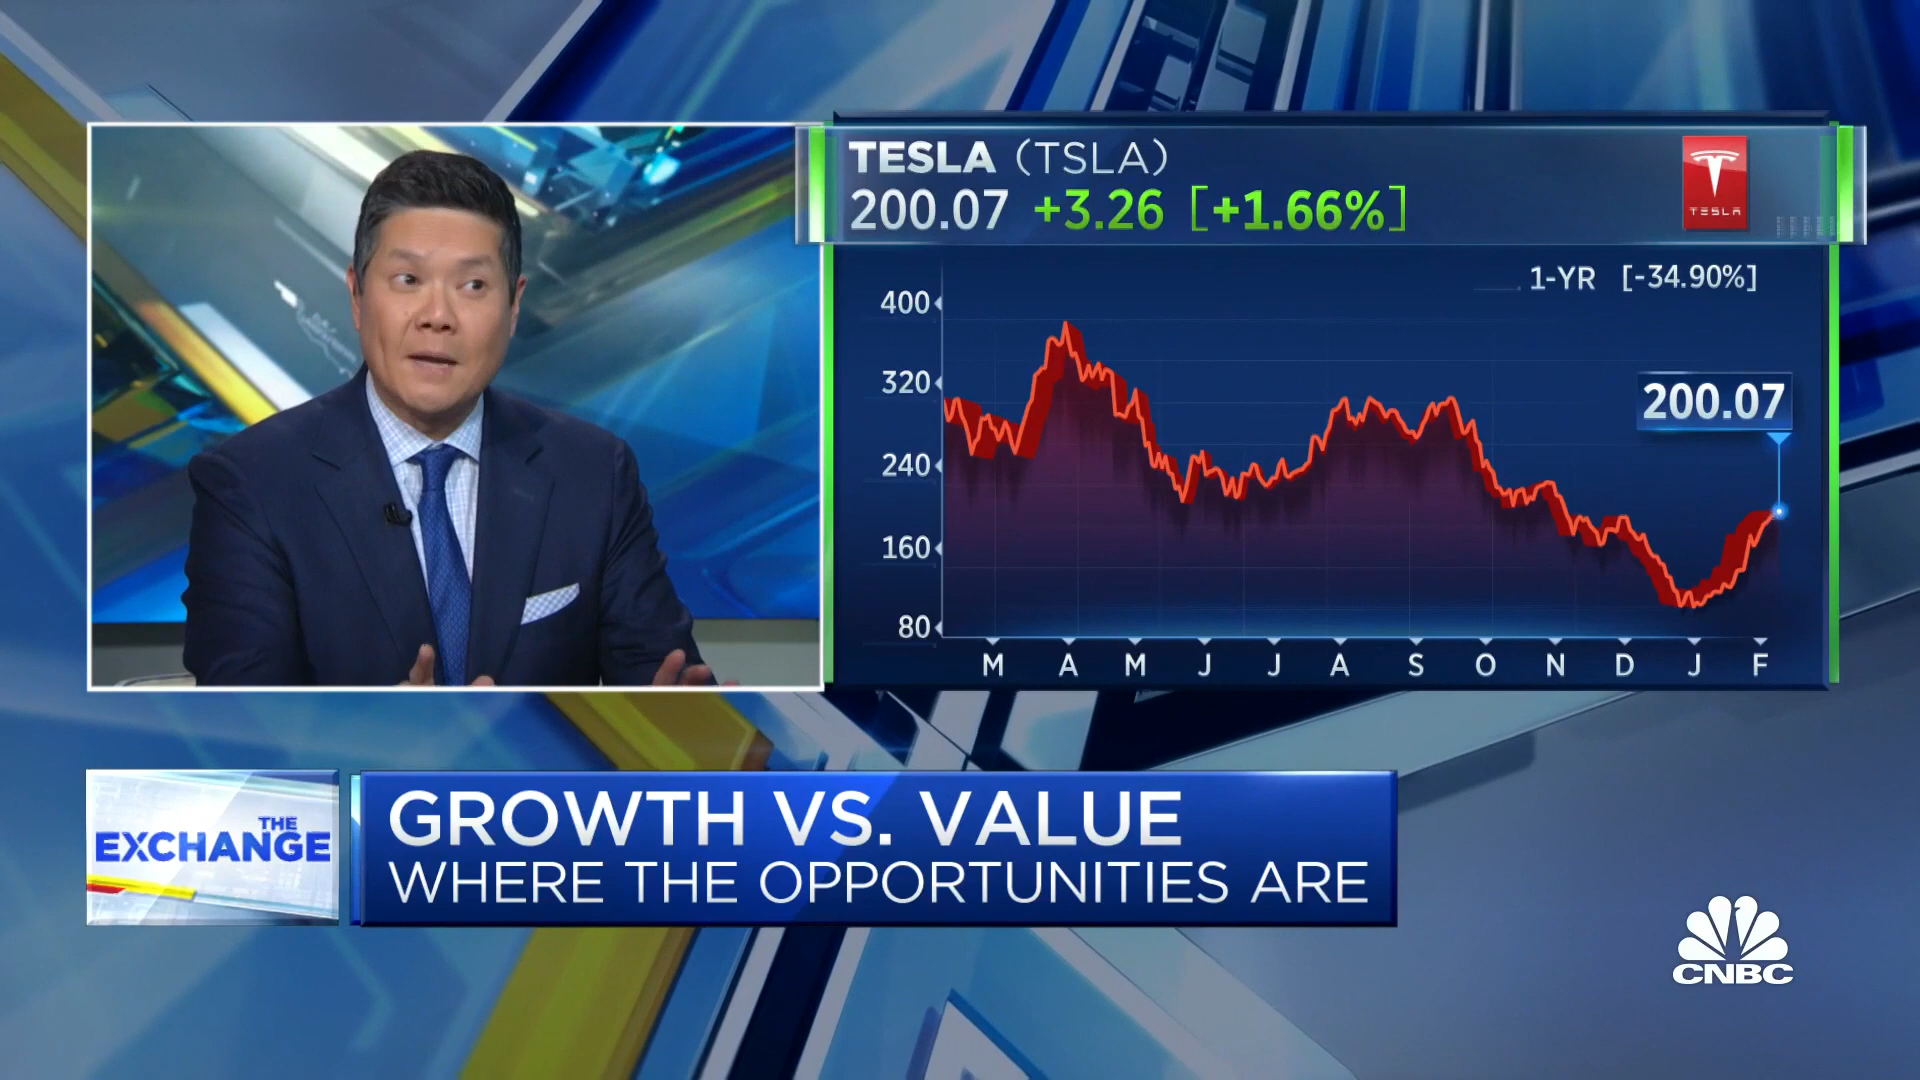 TESLA (TSLA)
200.07 +3.26 [+1.66%]
TESLA
1-YR [-34.90%]
400
320
240
160
80
200.07
M A M J J A S O N D J F
THE
EXCHANGE
GROWTH VS. VALUE
WHERE THE OPPORTUNITIES ARE
CNBC